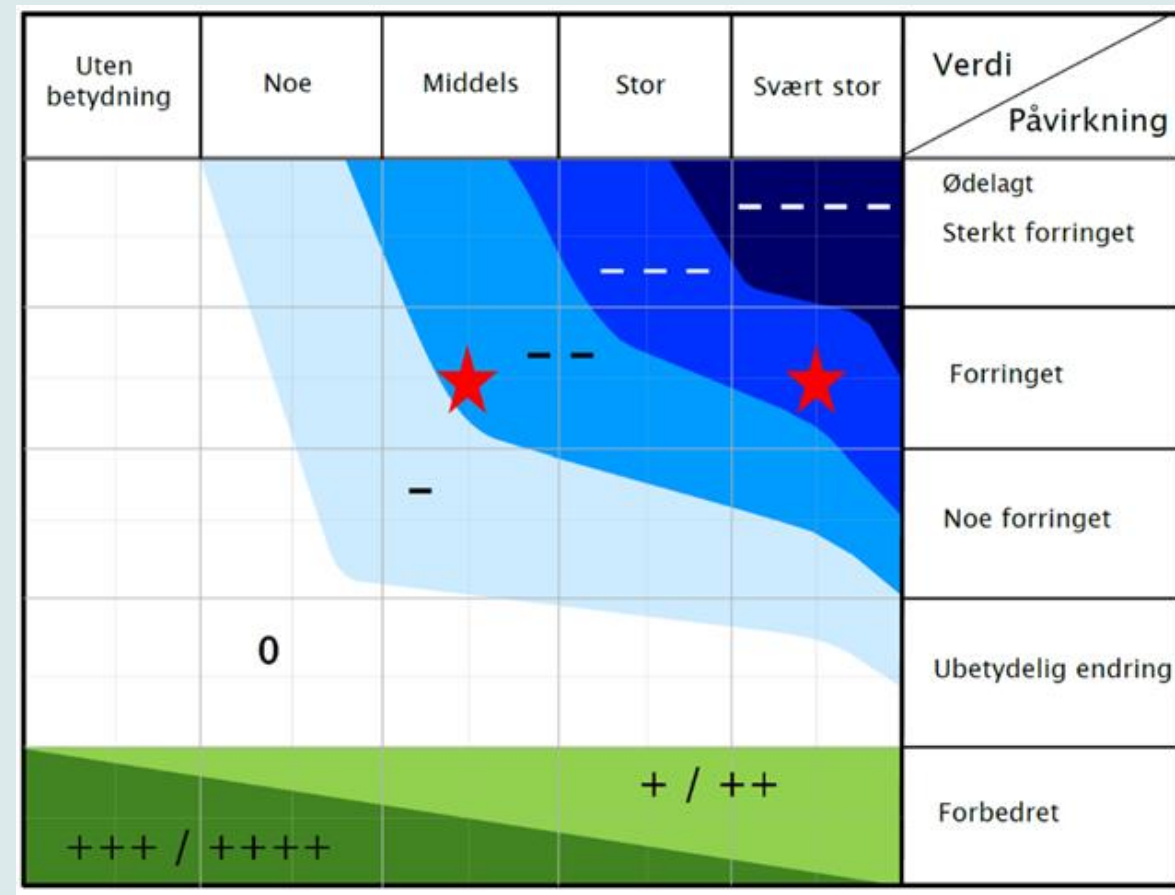 Uten
betydning
Noe
Middels
Stor
Svært stor
Verdi
Påvirkning
Ødelagt
Sterkt forringet
– – – –
– – –
Forringet
– –
Noe forringet
–
Ubetydelig endring
0
Forbedret
+ / ++
+++ / ++++